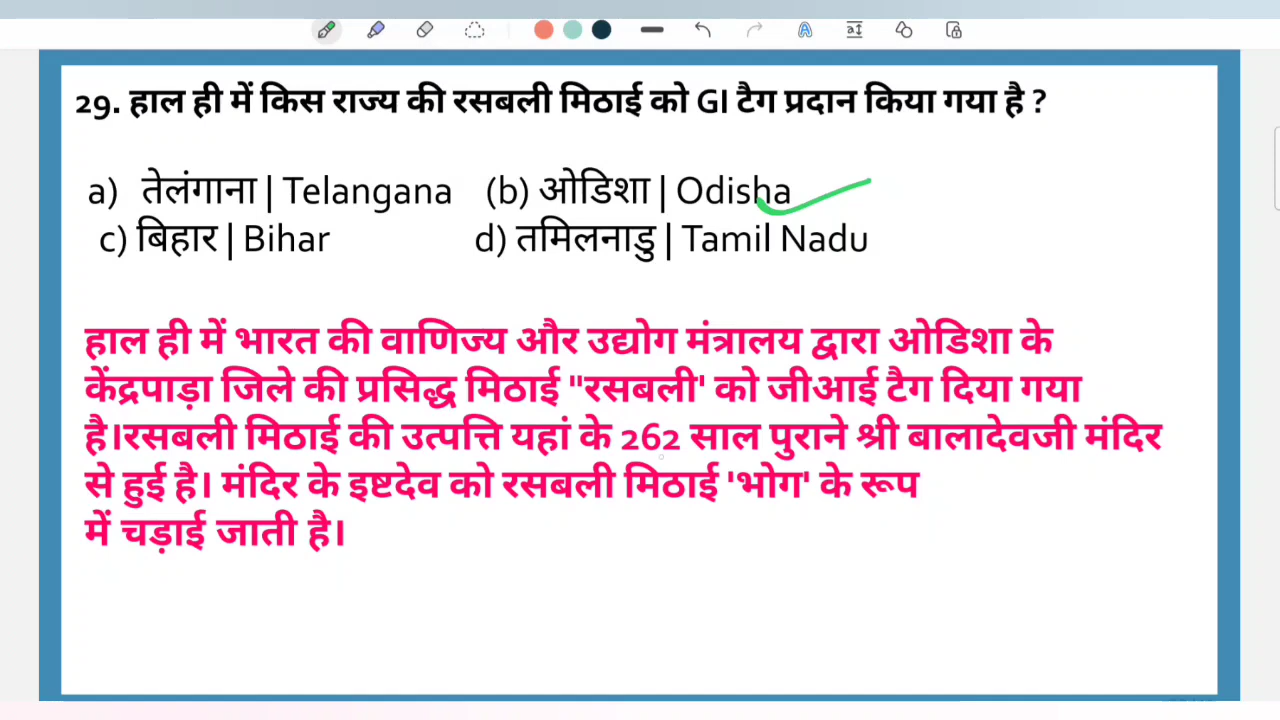 29. हाल ही में किस राज्य की रसबली मिठाई को GI टैग प्रदान किया गया है ?
a) तेलंगाना | Telangana (b) ओडिशा | Odisha
c) बिहार | Bihar d) तमिलनाडु | Tamil Nadu
हाल ही में भारत की वाणिज्य और उद्योग मंत्रालय द्वारा ओडिशा के
केंद्रपाड़ा जिले की प्रसिद्ध मिठाई "रसबली' को जीआई टैग दिया गया
है।रसबली मिठाई की उत्पत्ति यहां के 262 साल पुराने श्री बालादेवजी मंदिर
से हुई है। मंदिर के इष्टदेव को रसबली मिठाई 'भोग' के रूप
में चड़ाई जाती है।